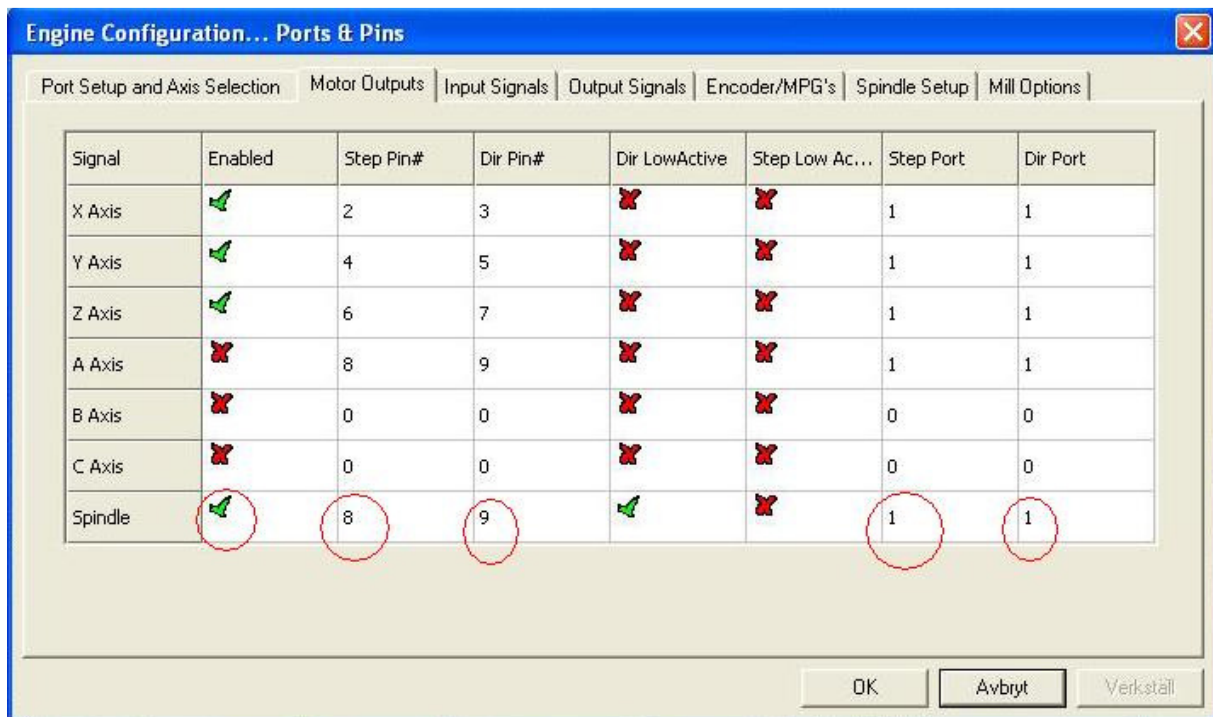 Engine Configuration... Ports & Pins
Port Setup and Axis Selection Motor Outputs Input Signals Output Signals Encoder/MPG's Spindle Setup Mill Options
Signal Enabled Step Pin# Dir Pin# Dir LowActive Step Low Ac... Step Port Dir Port
X Axis 2 3 1 1
Y Axis 4 5 1 1
Z Axis 6 7 1 1
A Axis 8 9 1 1
B Axis 0 0 0 0
C Axis 0 0 0 0
Spindle 8 9 1 1
OK Avbryt Verkställ